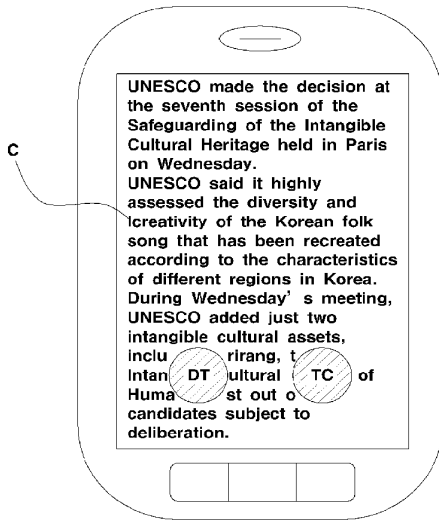 UNESCO made the decision at
the seventh session of the
Safeguarding of the Intangible
Cultural Heritage held in Paris
on Wednesday.
C
UNESCO said it highly
assessed the diversity and
lcreativity of the Korean folk
song that has been recreated
according to the characteristics
of different regions in Korea.
During Wednesday' s meeting,
UNESCO added just two
intangible cultural assets,
inclu rirang, t
Intan DT ultural TC of
Huma st out o
candidates subject to
deliberation.